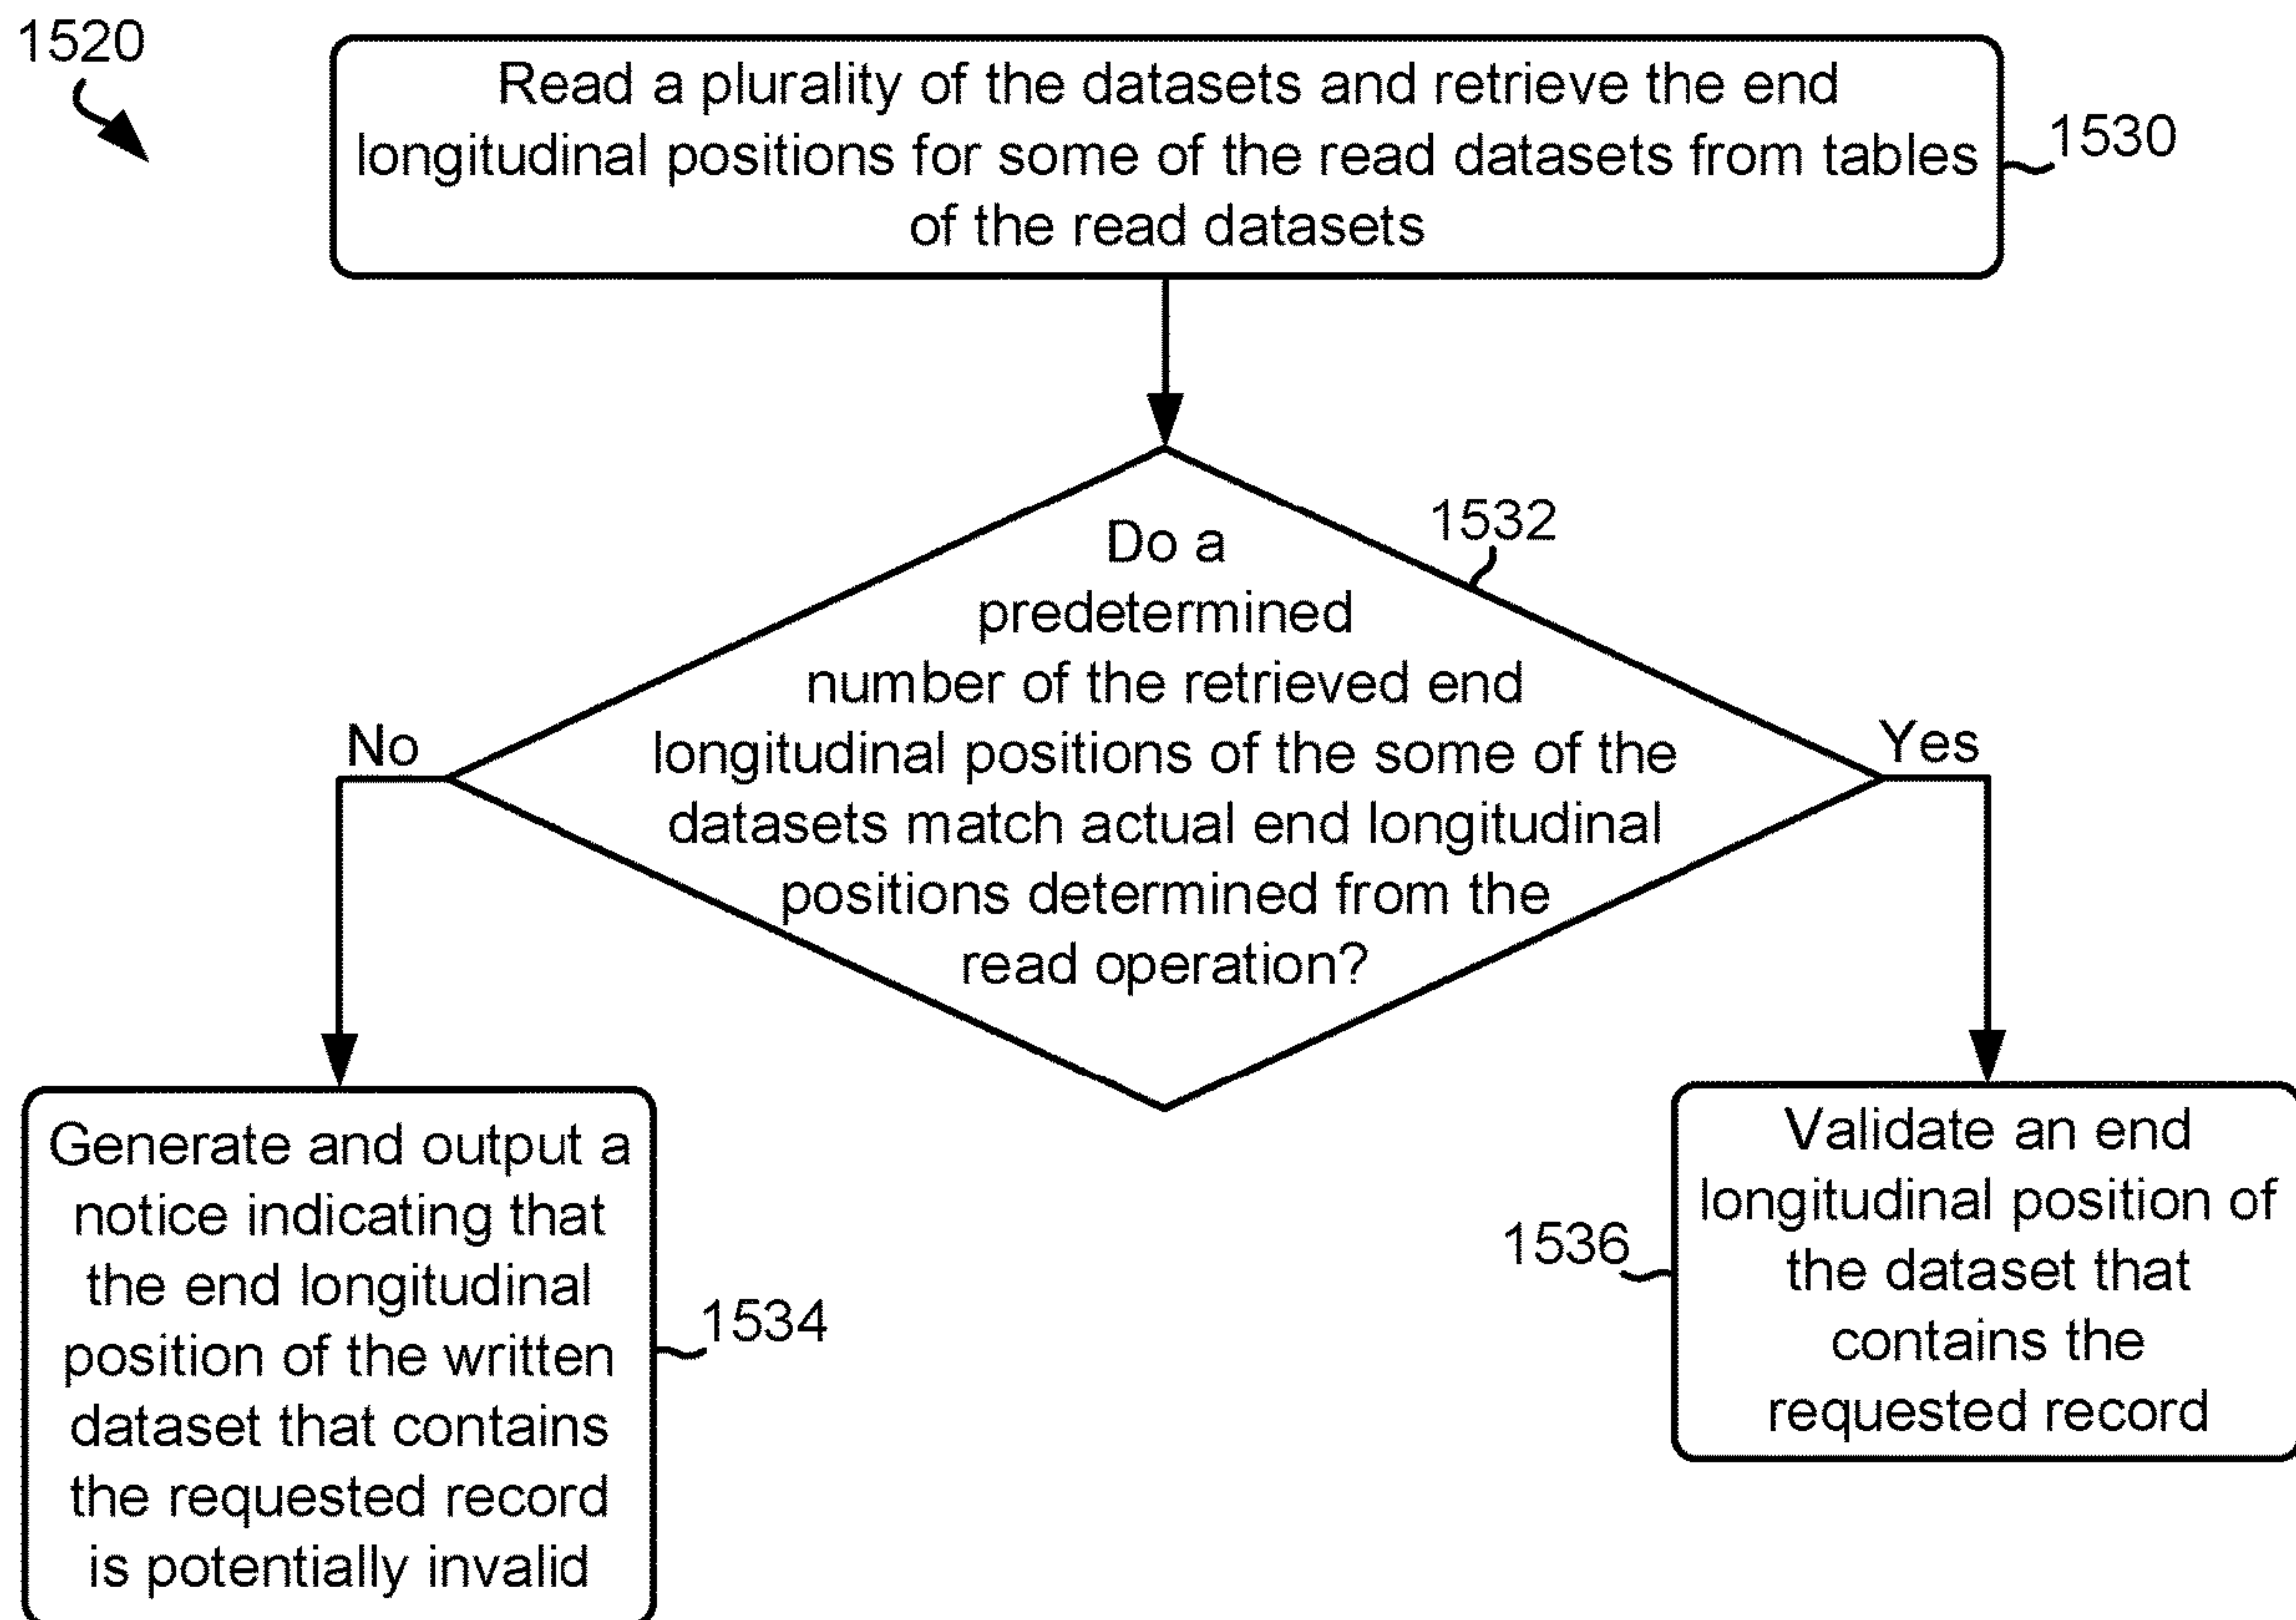 1520
Read a plurality of the datasets and retrieve the end
longitudinal positions for some of the read datasets from tables
of the read datasets
1530
Do a
predetermined
number of the retrieved end
longitudinal positions of the some of the
datasets match actual end longitudinal
positions determined from the
read operation?
1532
No
Yes
Generate and output a
notice indicating that
the end longitudinal
position of the written
dataset that contains
the requested record
is potentially invalid
1534
Validate an end
longitudinal position of
the dataset that
contains the
requested record
1536